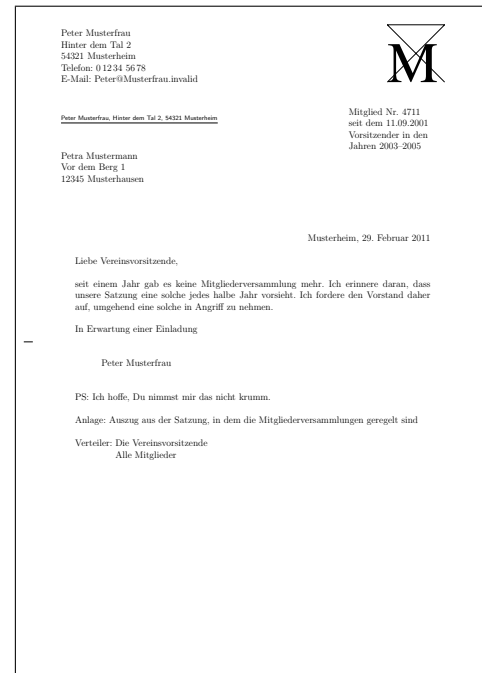 Peter Musterfrau
Hinter dem Tal 2
54321 Musterheim
Telefon: 0 12 34 56 78
E-Mail: Peter@Musterfrau.invalid
M
Peter Musterfrau, Hinter dem Tal 2, 54321 Musterheim
Mitglied Nr. 4711
seit dem 11.09.2001
Vorsitzender in den
Jahren 2003–2005
Petra Mustermann
Vor dem Berg 1
12345 Musterhausen
Musterheim, 29. Februar 2011
Liebe Vereinsvorsitzende,
seit einem Jahr gab es keine Mitgliederversammlung mehr. Ich erinnere daran, dass
unsere Satzung eine solche jedes halbe Jahr vorsieht. Ich fordere den Vorstand daher
auf, umgehend eine solche in Angriff zu nehmen.
In Erwartung einer Einladung
Peter Musterfrau
PS: Ich hoffe, Du nimmst mir das nicht krumm.
Anlage: Auszug aus der Satzung, in dem die Mitgliederversammlungen geregelt sind
Verteiler: Die Vereinsvorsitzende
Alle Mitglieder